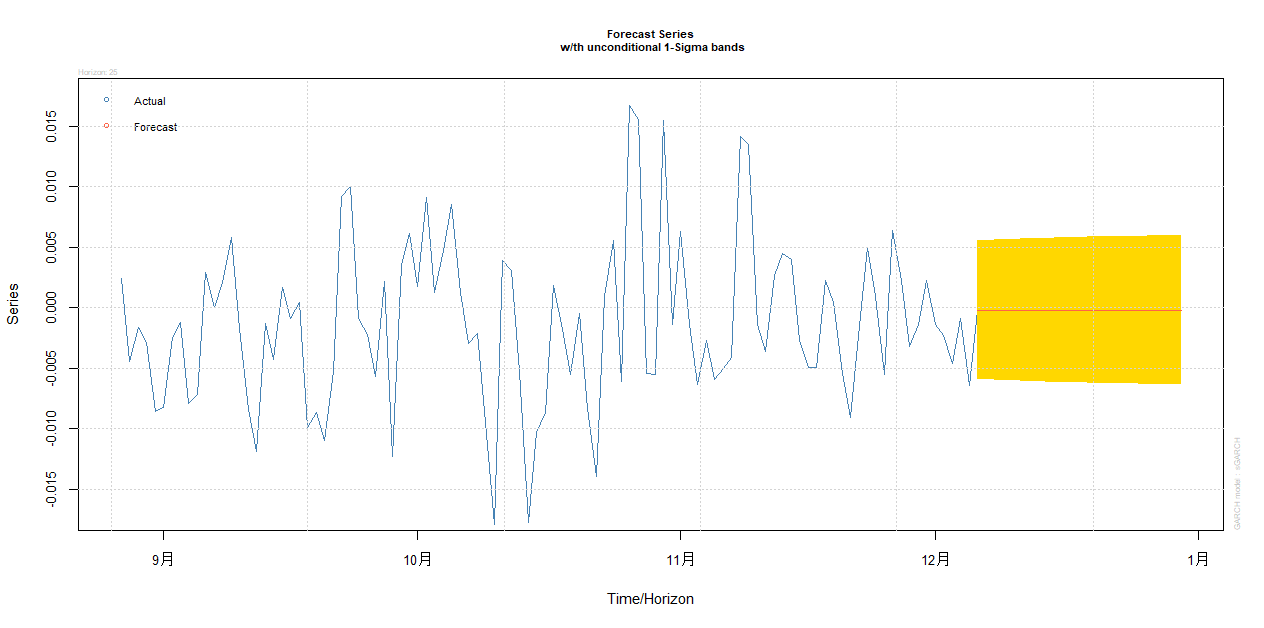 Forecast Series
w/th unconditional 1-Sigma bands
Horizon: 25
Actual
Forecast
Series
0.015
0.010
0.005
0.000
-0.005
-0.010
-0.015
9月
10月
11月
12月
1月
Time/Horizon
GARCH model : sGARCH